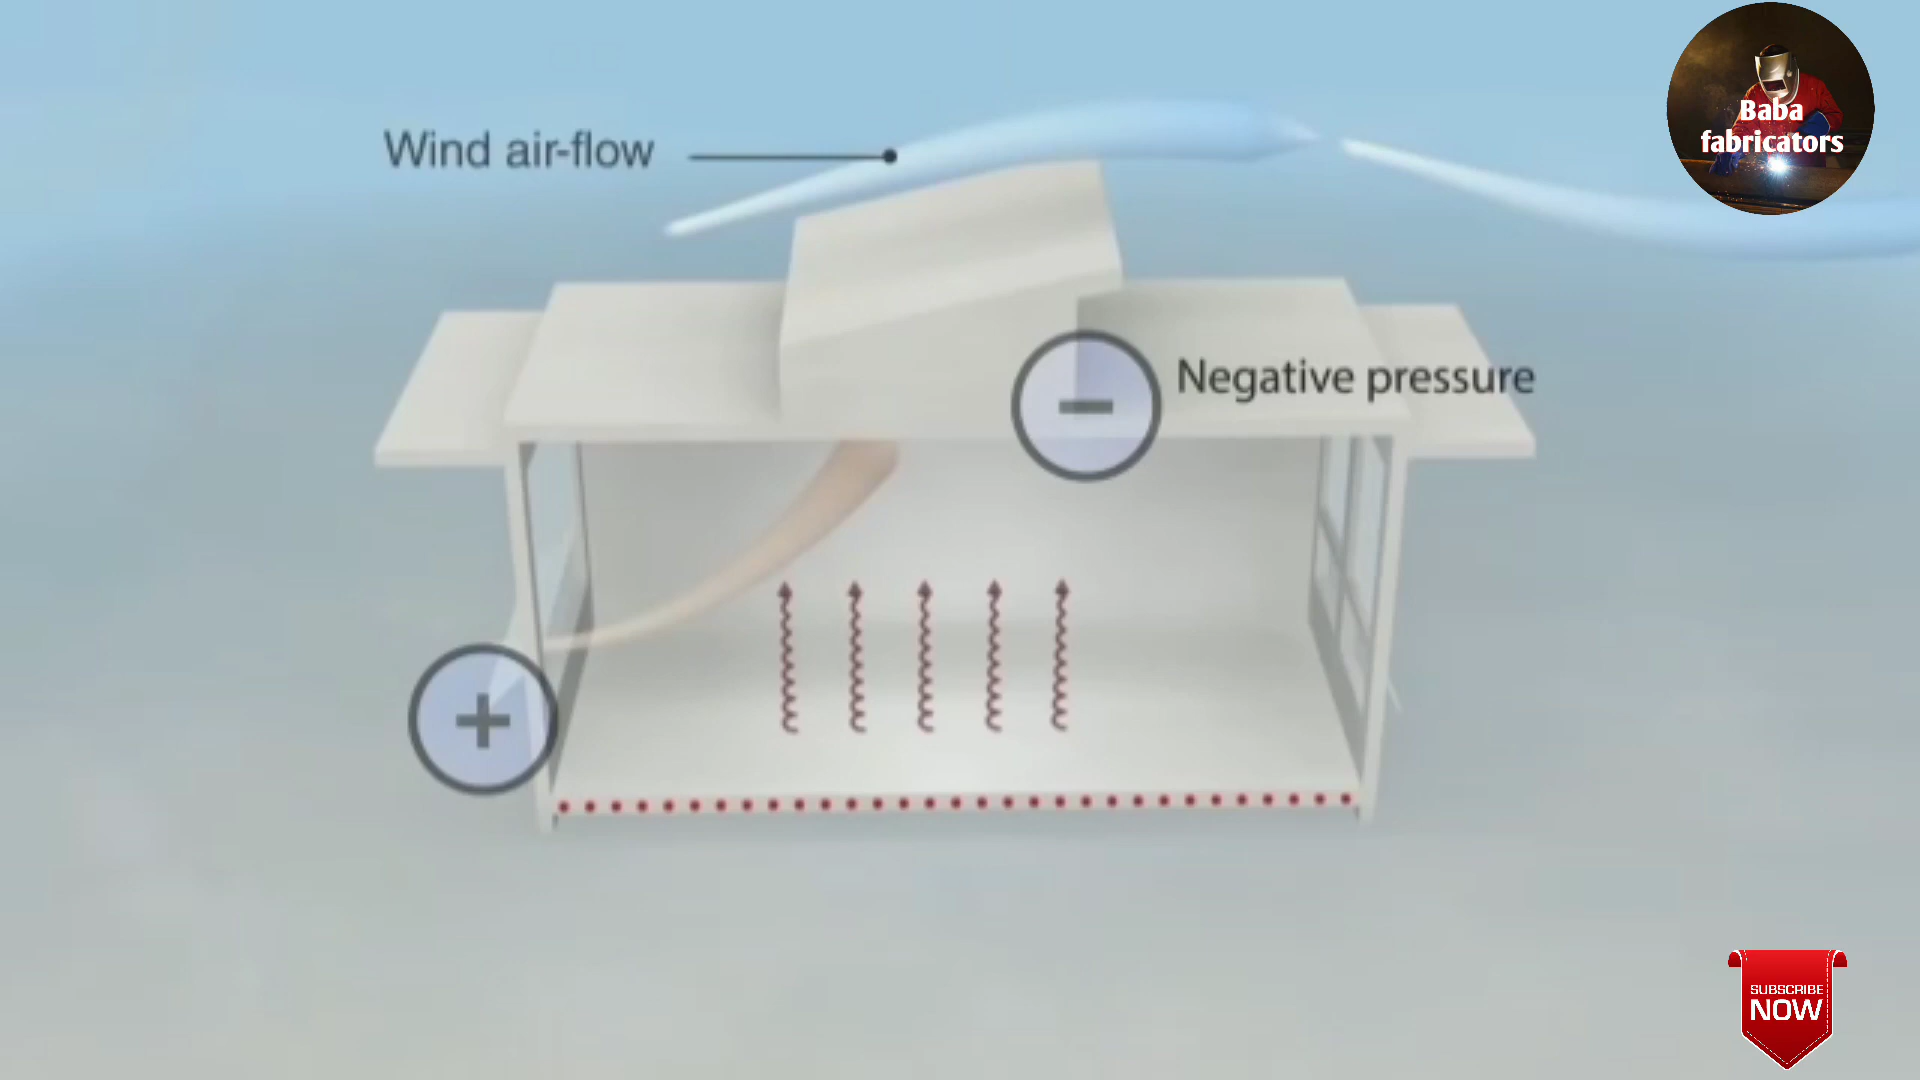 Wind air-flow
Baba
fabricators
Negative pressure
+
−
SUBSCRIBE
NOW